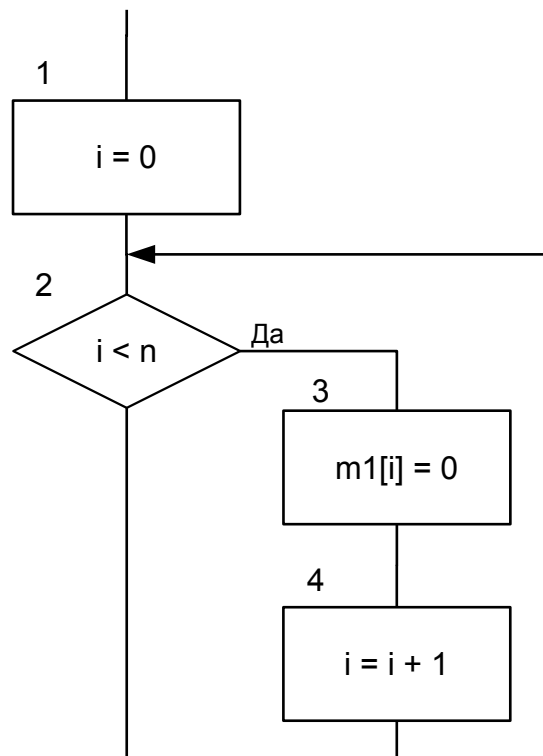 1
i = 0
2
i < n
Да
3
m1[i] = 0
4
i = i + 1